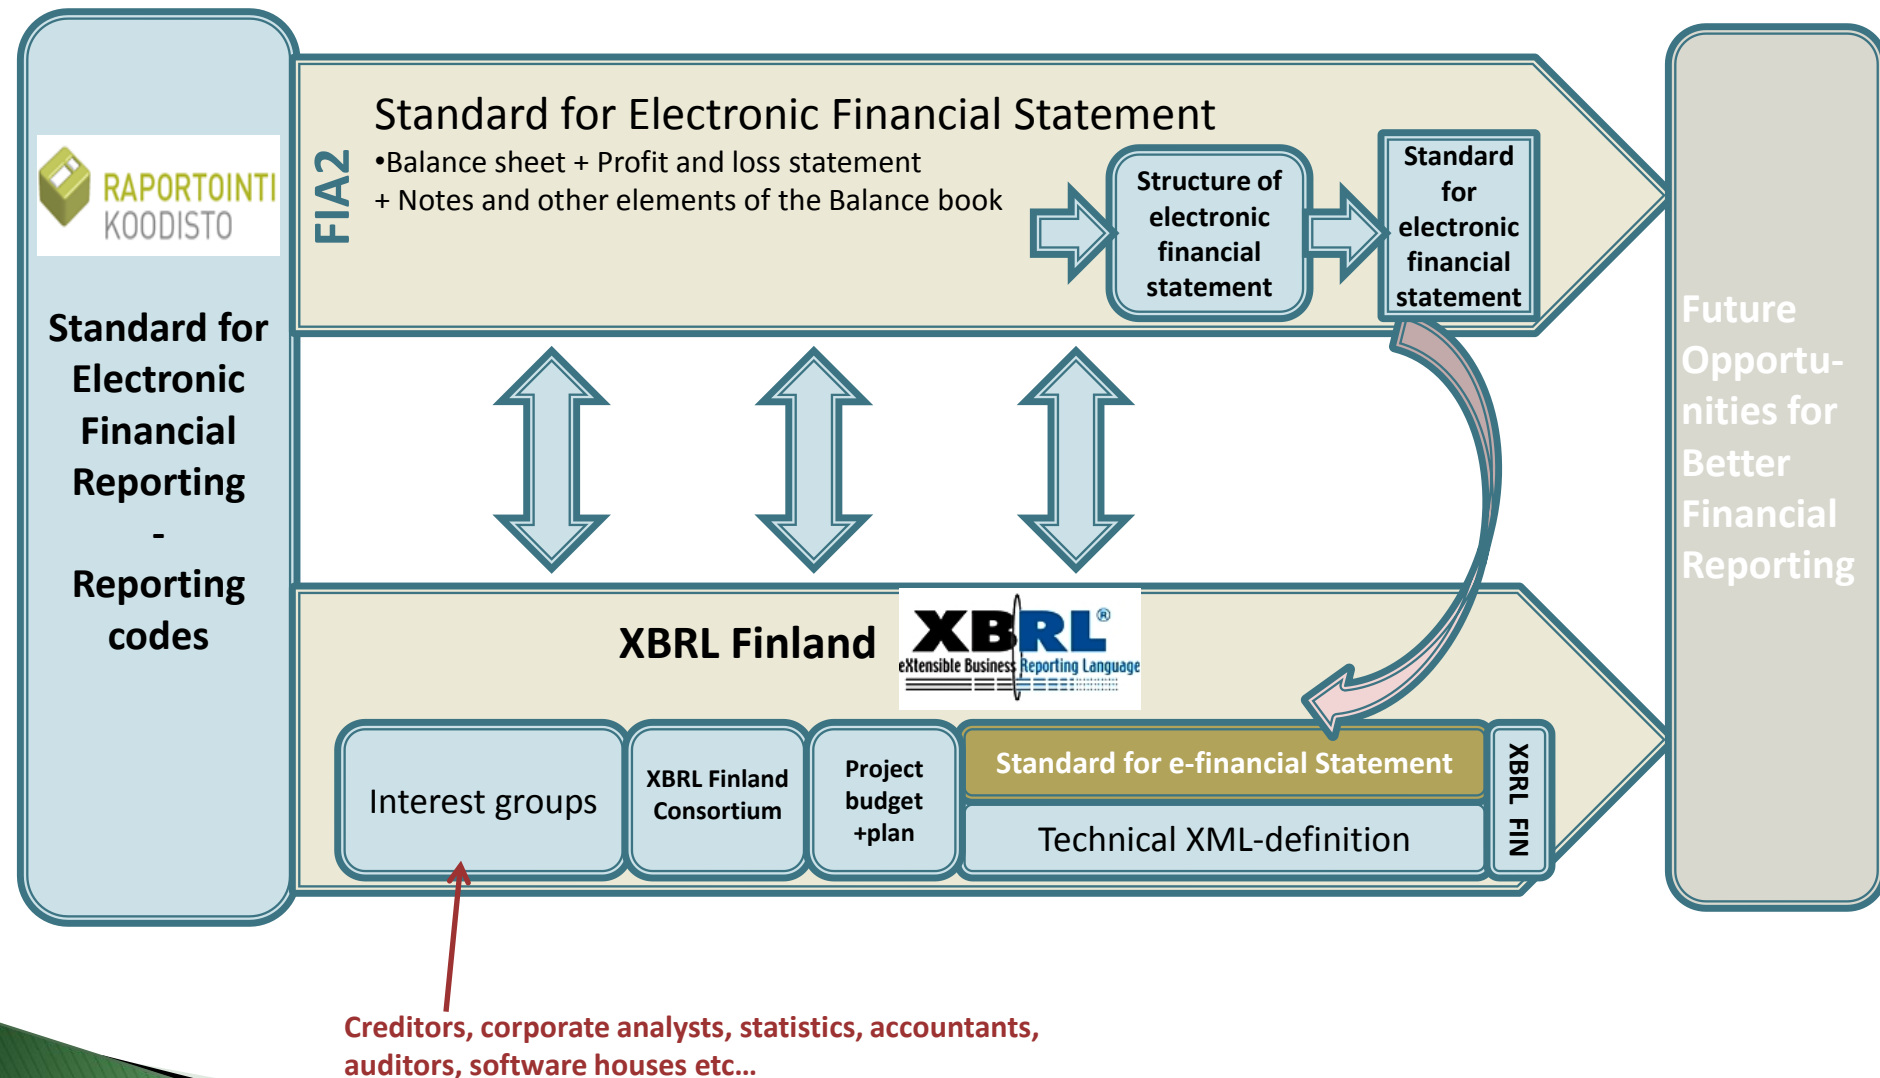 RAPORTOINTI
KOODISTO
Standard for
Electronic
Financial
Reporting
-
Reporting
codes
FIA2
Standard for Electronic Financial Statement
•Balance sheet + Profit and loss statement
+ Notes and other elements of the Balance book
Structure of
electronic
financial
statement
Standard
for
electronic
financial
statement
XBRL Finland
XBRL®
eXtensible Business Reporting Language
Interest groups
XBRL Finland
Consortium
Project
budget
+plan
Standard for e-financial Statement
Technical XML-definition
XBRL FIN
Future
Opportu-
nities for
Better
Financial
Reporting
Creditors, corporate analysts, statistics, accountants,
auditors, software houses etc...